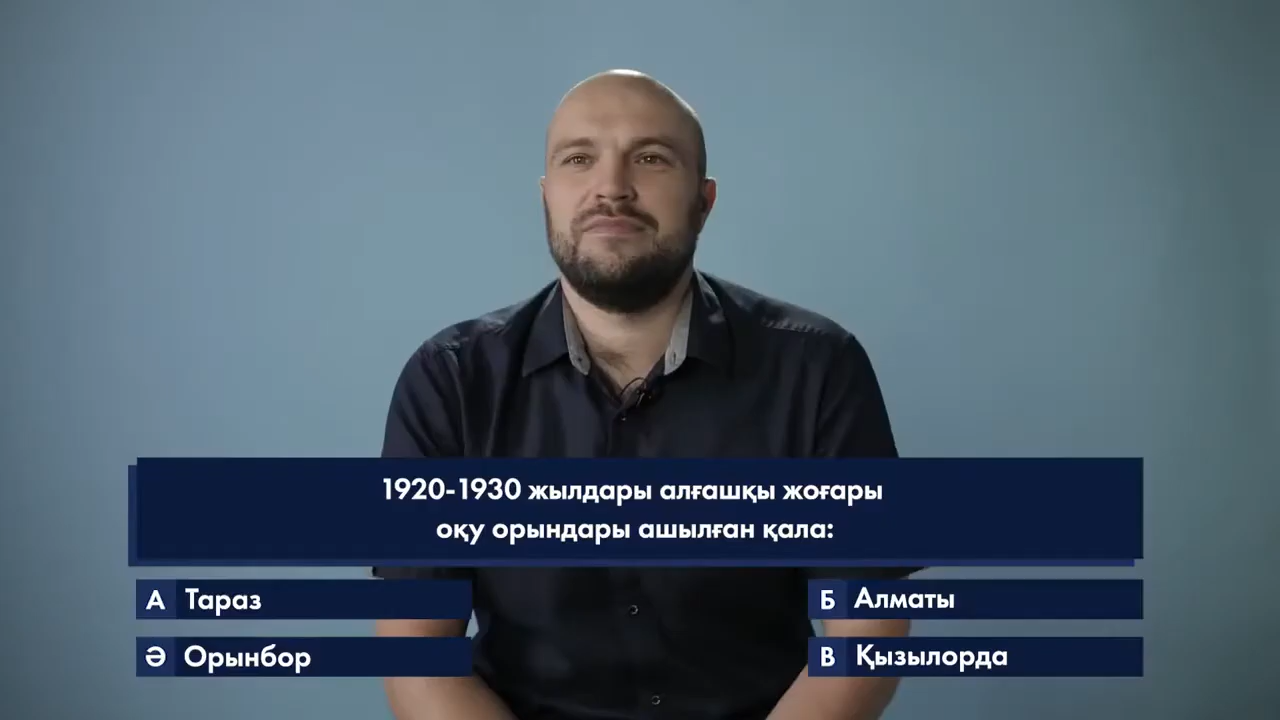 1920-1930 жылдары алғашқы жоғары
оқу орындары ашылған қала:
А Тараз
Б Алматы
Ә Орынбор
В Қызылорда